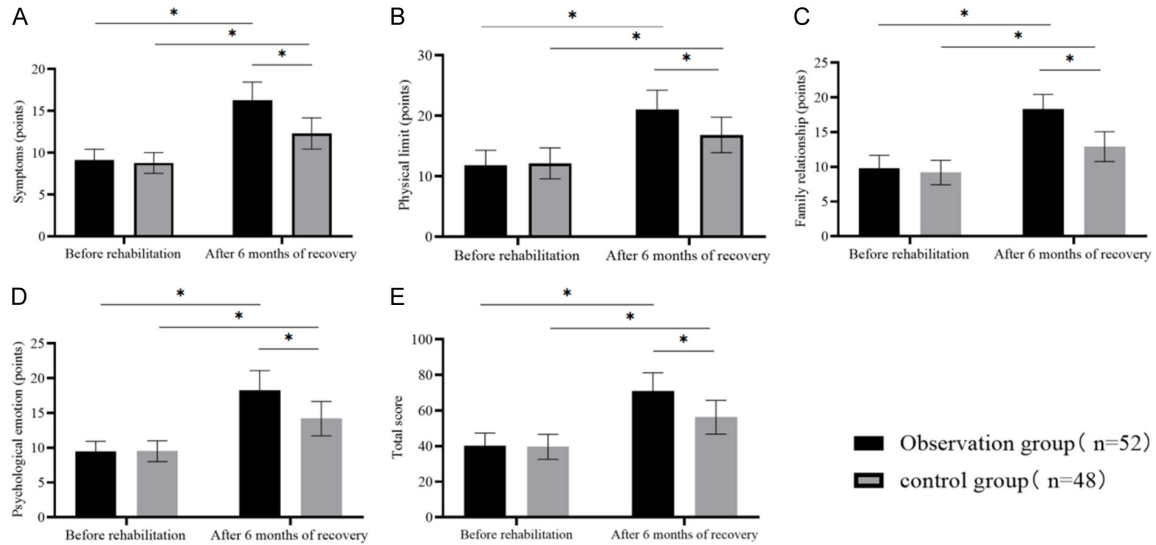 A
*
*
*
Symptoms (points)
20
15
10
5
0
Before rehabilitation
After 6 months of recovery
B
*
*
*
Physical limit (points)
30
20
10
0
Before rehabilitation
After 6 months of recovery
C
*
*
*
Family relationship (points)
25
20
15
10
5
0
Before rehabilitation
After 6 months of recovery
D
*
*
*
Psychological emotion (points)
25
20
15
10
5
0
Before rehabilitation
After 6 months of recovery
E
*
*
*
Total score
100
80
60
40
20
0
Before rehabilitation
After 6 months of recovery
Observation group( n=52)
control group( n=48)